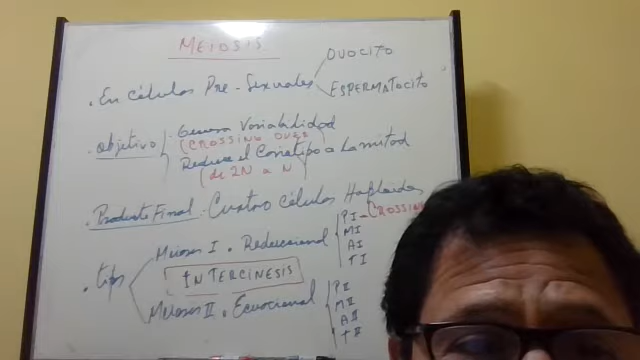 MEIOSIS
. En Células Pre-Sexuales
OVOCITO
ESPERMATOCITO
. Objetivo
Genera Variabilidad
(CROSSING OVER)
Reduce el Cariotipo a la mitad
(de 2N a N)
. Producto Final: Cuatro Células Haploides
. tipos
Meiosis I. Reduccional
PI - CROSSING
MI
AI
TI
INTERCINESIS
Meiosis II. Ecuacional
PII
MII
AII
TII